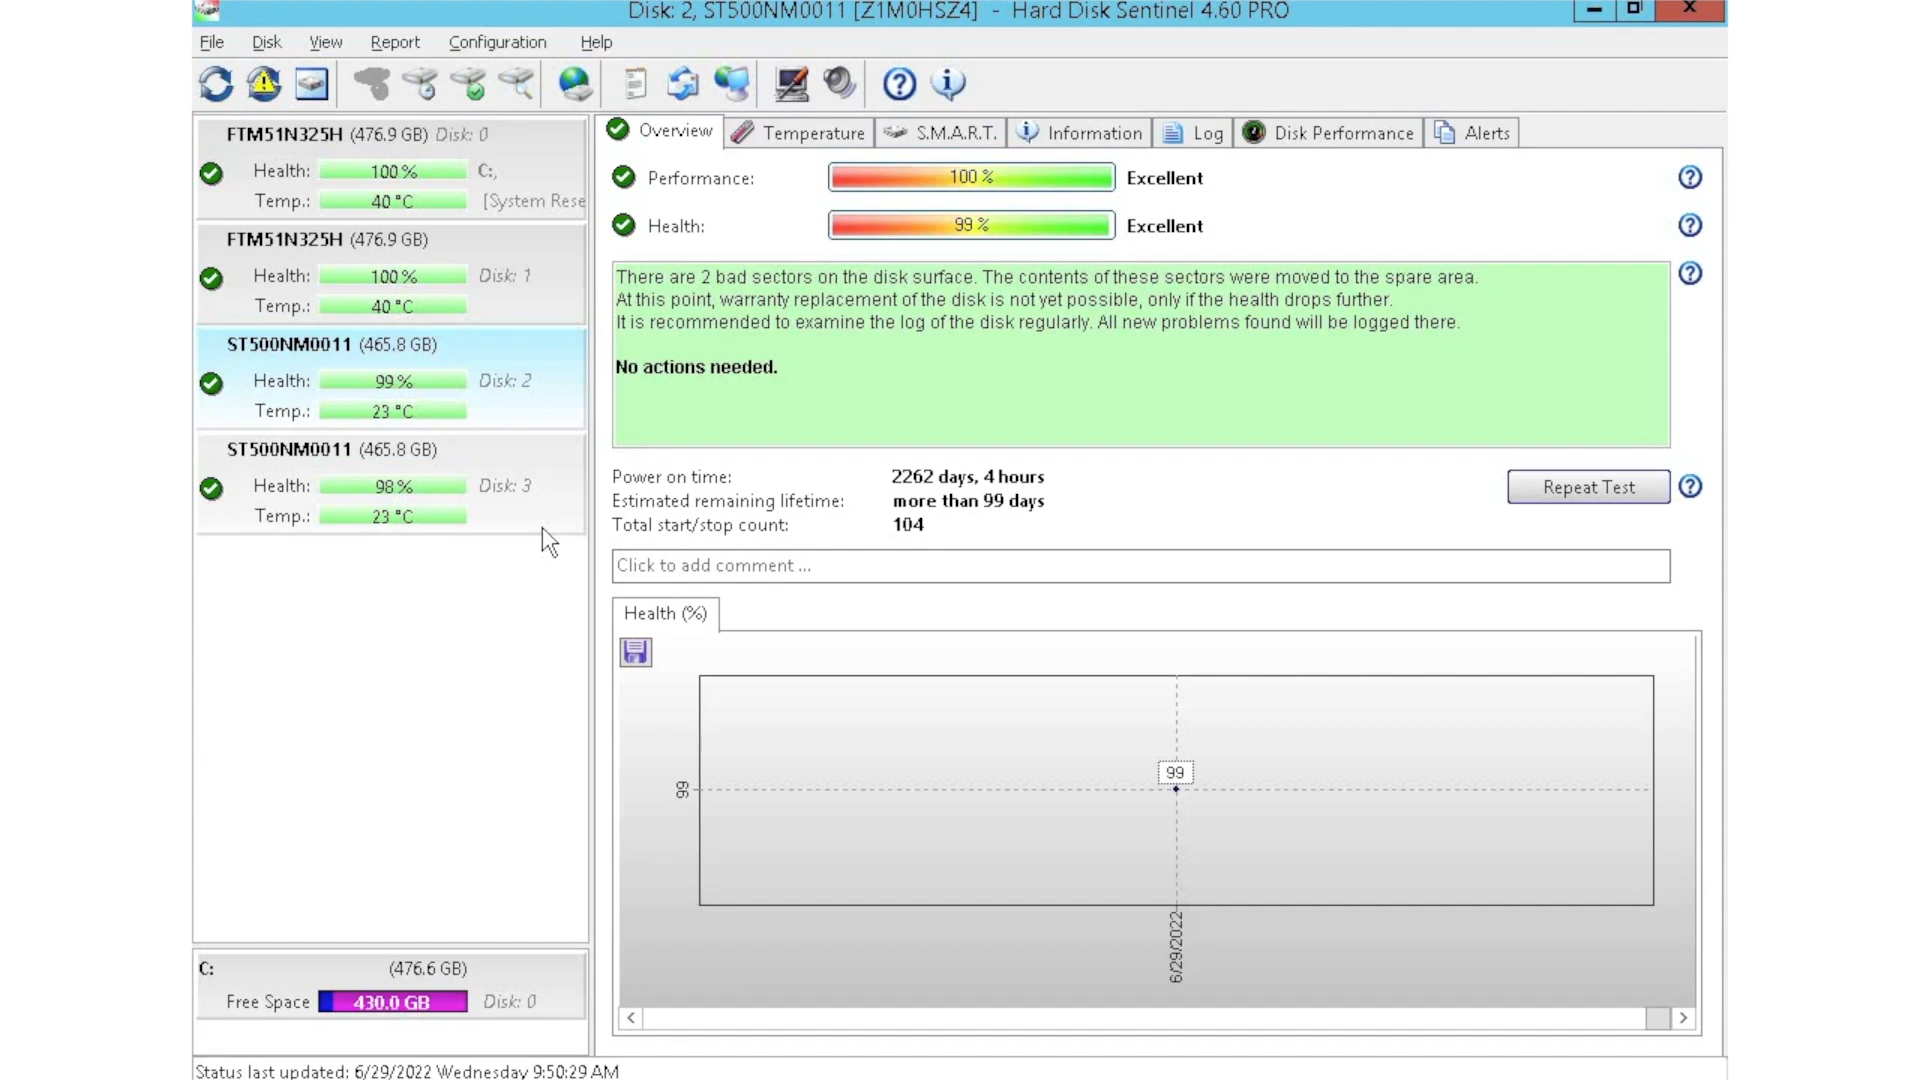 Disk: 2, ST500NM0011 [Z1M0HSZ4] - Hard Disk Sentinel 4.60 PRO
File Disk View Report Configuration Help
FTM51N325H (476.9 GB) Disk: 0
Health: 100 % C:,
Temp.: 40 °C [System Rese
FTM51N325H (476.9 GB)
Health: 100 % Disk: 1
Temp.: 40 °C
ST500NM0011 (465.8 GB)
Health: 99 % Disk: 2
Temp.: 23 °C
ST500NM0011 (465.8 GB)
Health: 98 % Disk: 3
Temp.: 23 °C
C: (476.6 GB)
Free Space 430.0 GB Disk: 0
Overview Temperature S.M.A.R.T. Information Log Disk Performance Alerts
Performance: 100 % Excellent
Health: 99 % Excellent
There are 2 bad sectors on the disk surface. The contents of these sectors were moved to the spare area.
At this point, warranty replacement of the disk is not yet possible, only if the health drops further.
It is recommended to examine the log of the disk regularly. All new problems found will be logged there.
No actions needed.
Power on time: 2262 days, 4 hours
Estimated remaining lifetime: more than 99 days
Total start/stop count: 104
Repeat Test
Click to add comment ...
Health (%)
99
99
6/29/2022
Status last updated: 6/29/2022 Wednesday 9:50:29 AM